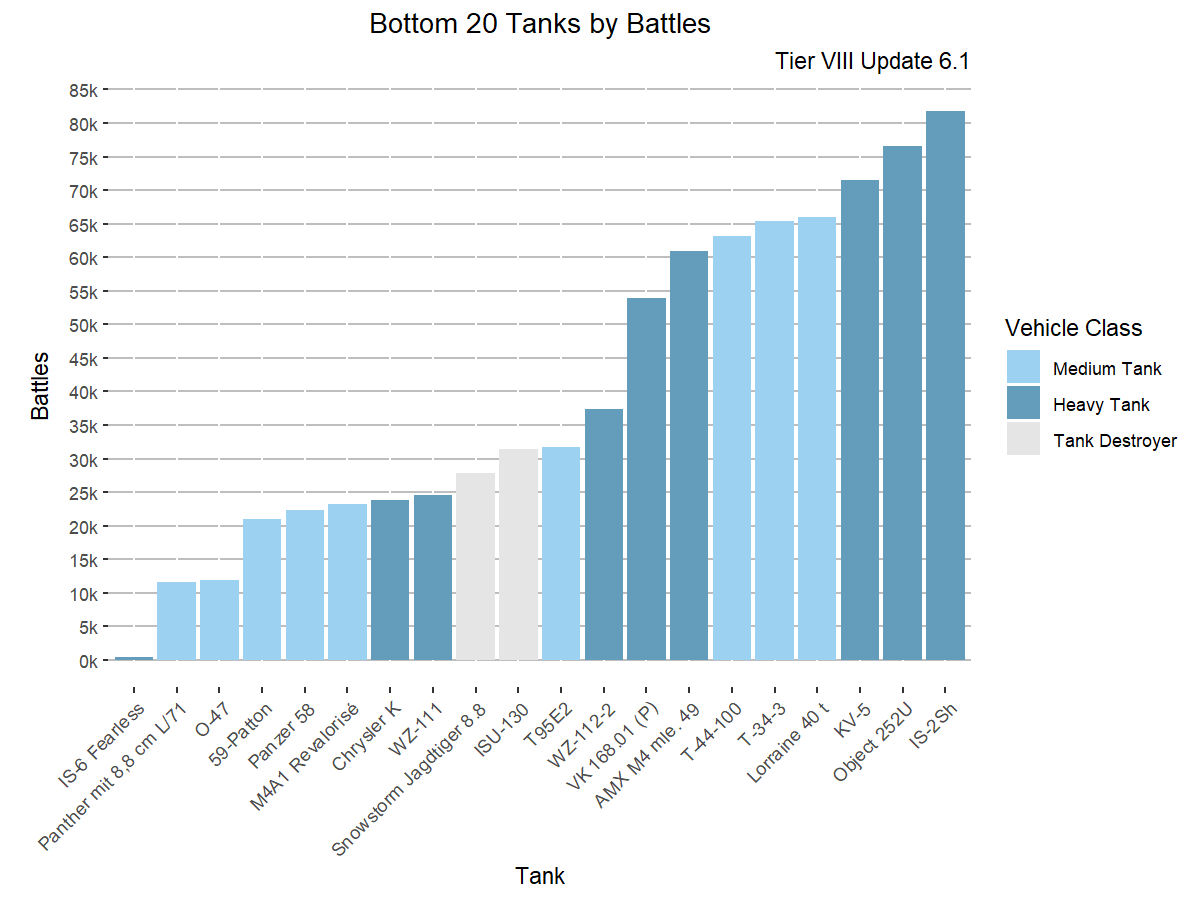 Bottom 20 Tanks by Battles
Tier VIII Update 6.1
85k
80k
75k
70k
65k
60k
55k
50k
45k
40k
35k
30k
25k
20k
15k
10k
5k
0k
Battles
IS-6 Fearless
Panther mit 8,8 cm L/71
O-47
59-Patton
Panzer 58
M4A1 Revalorisé
Chrysler K
WZ-111
Snowstorm Jagdtiger 8.8
ISU-130
T95E2
WZ-112-2
VK 168.01 (P)
AMX M4 mle. 49
T-44-100
T-34-3
Lorraine 40 t
KV-5
Object 252U
IS-2Sh
Tank
Vehicle Class
Medium Tank
Heavy Tank
Tank Destroyer